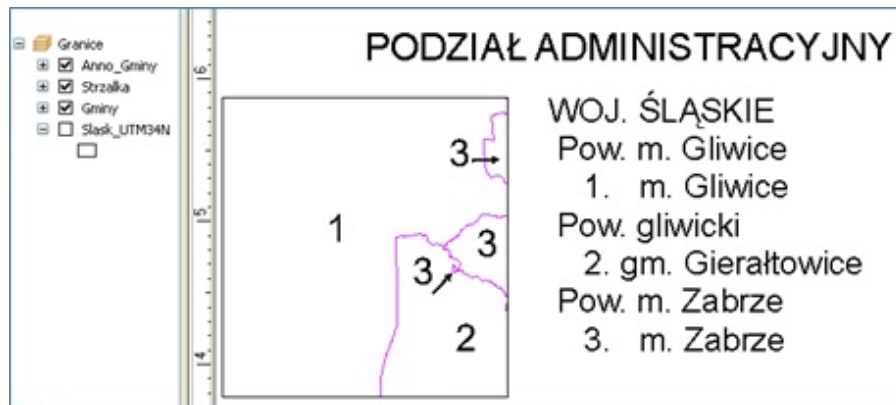 Granice
Anno_Gminy
Strzalka
Gminy
Slask_UTM34N
6
5
4
PODZIAŁ ADMINISTRACYJNY
3
1
3
3
2
WOJ. ŚLĄSKIE
Pow. m. Gliwice
1. m. Gliwice
Pow. gliwicki
2. gm. Gierałtowice
Pow. m. Zabrze
3. m. Zabrze